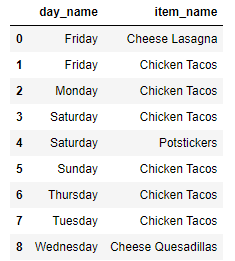 day_name item_name
0 Friday Cheese Lasagna
1 Friday Chicken Tacos
2 Monday Chicken Tacos
3 Saturday Chicken Tacos
4 Saturday Potstickers
5 Sunday Chicken Tacos
6 Thursday Chicken Tacos
7 Tuesday Chicken Tacos
8 Wednesday Cheese Quesadillas